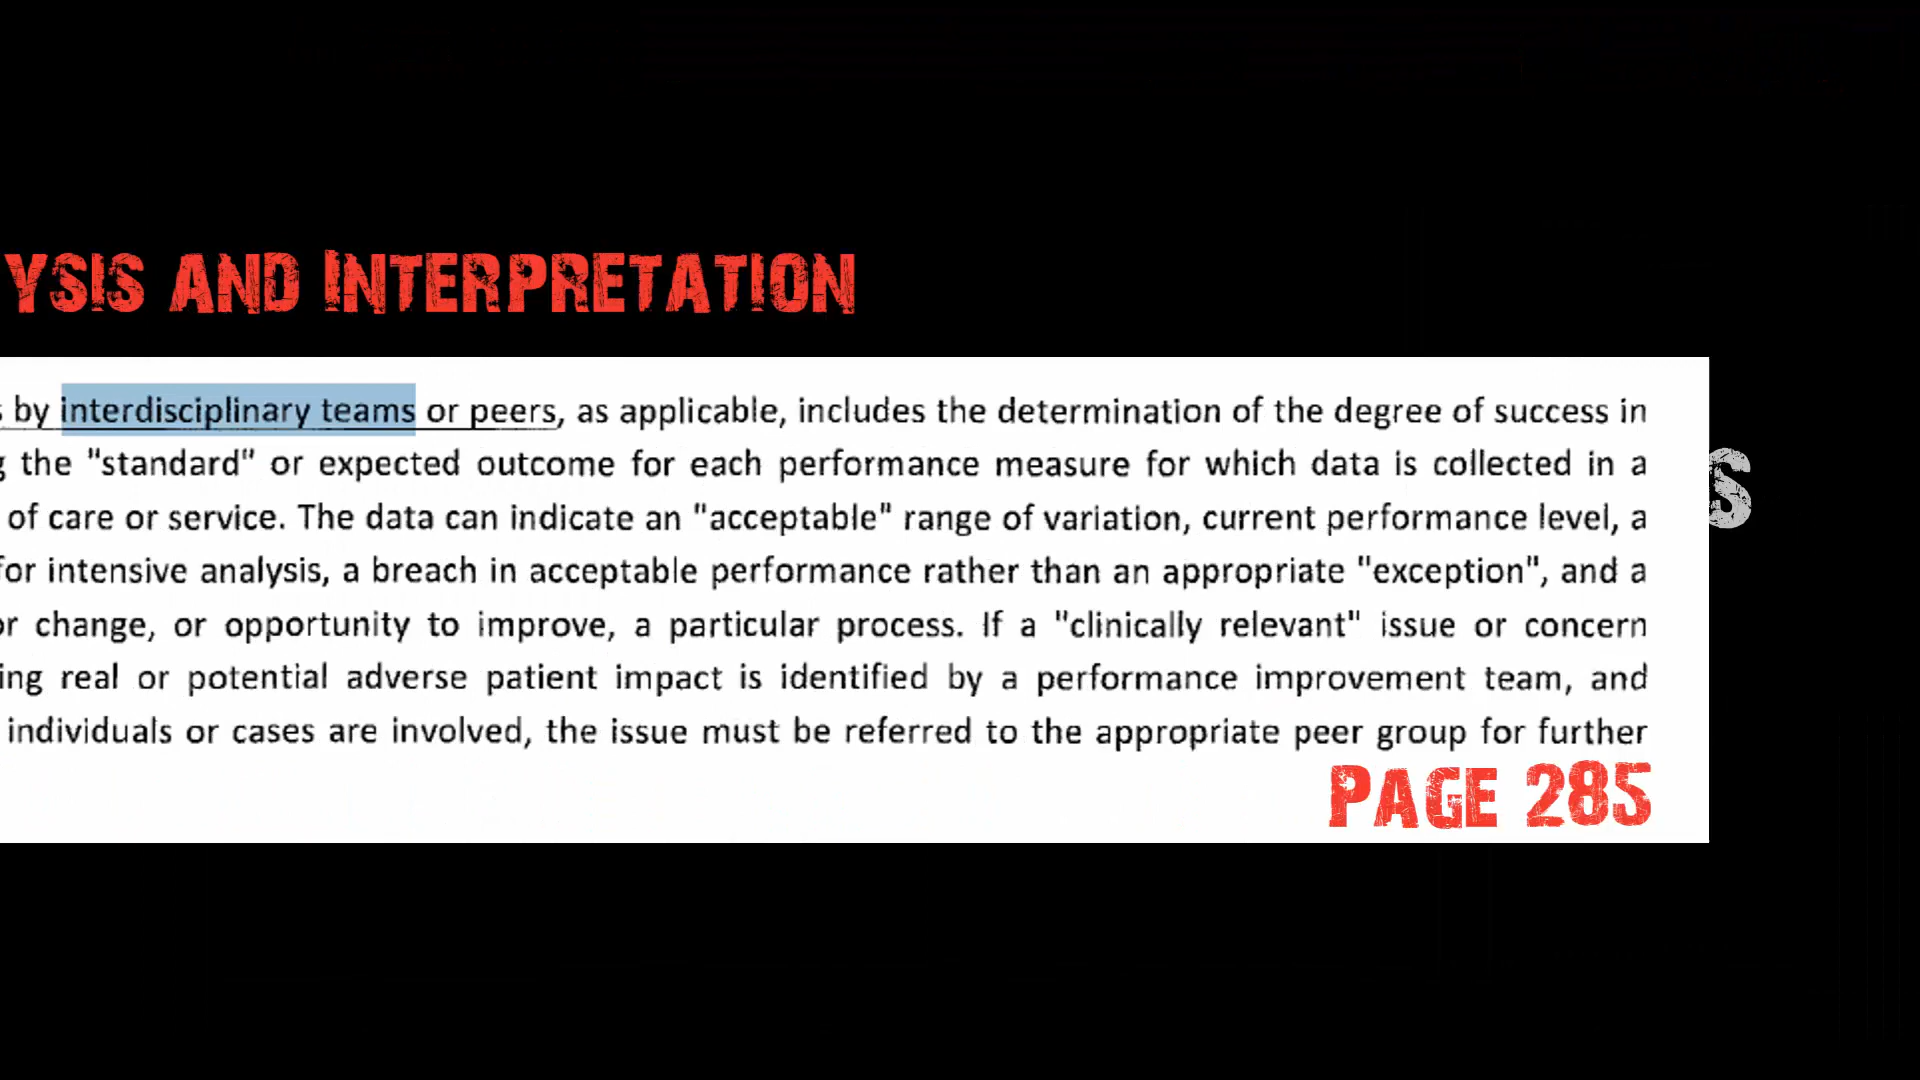 YSIS AND INTERPRETATION
s by interdisciplinary teams or peers, as applicable, includes the determination of the degree of success in
g the "standard" or expected outcome for each performance measure for which data is collected in a
of care or service. The data can indicate an "acceptable" range of variation, current performance level, a
for intensive analysis, a breach in acceptable performance rather than an appropriate "exception", and a
or change, or opportunity to improve, a particular process. If a "clinically relevant" issue or concern
ing real or potential adverse patient impact is identified by a performance improvement team, and
individuals or cases are involved, the issue must be referred to the appropriate peer group for further
PAGE 285
S